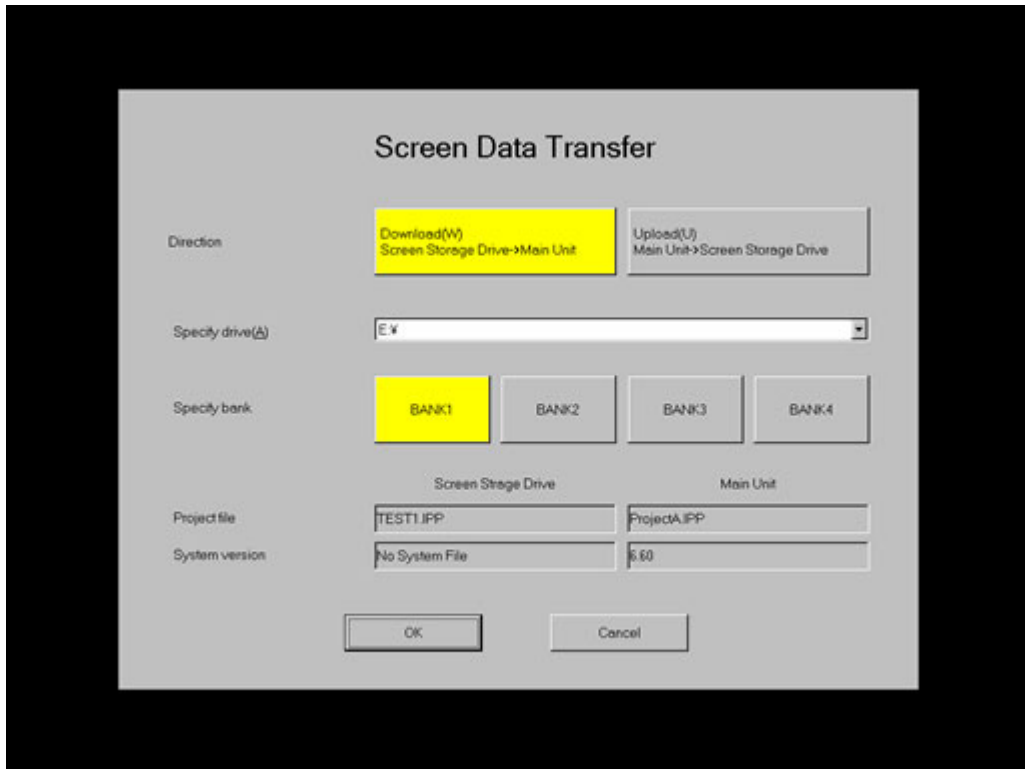 Screen Data Transfer
Direction
Download(W)
Screen Storage Drive->Main Unit
Upload(U)
Main Unit->Screen Storage Drive
Specify drive(A)
E:¥
Specify bank
BANK1
BANK2
BANK3
BANK4
Screen Strage Drive
Main Unit
Project file
TEST1.IPP
ProjectA.IPP
System version
No System File
6.60
OK
Cancel